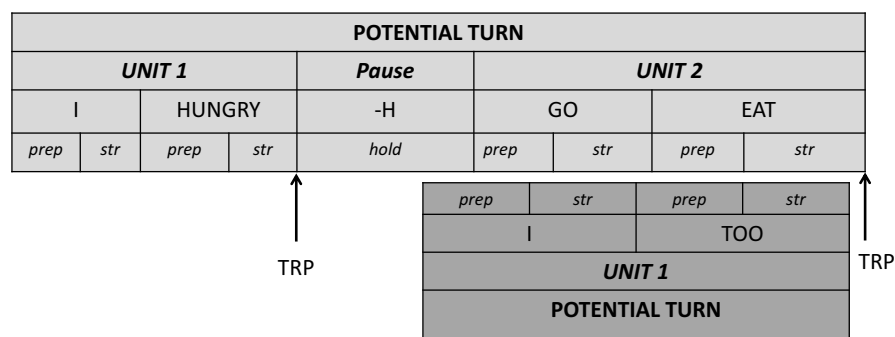 POTENTIAL TURN
UNIT 1 Pause UNIT 2
I HUNGRY -H GO EAT
prep str prep str hold prep str prep str
prep str prep str
I TOO
TRP TRP
UNIT 1
POTENTIAL TURN